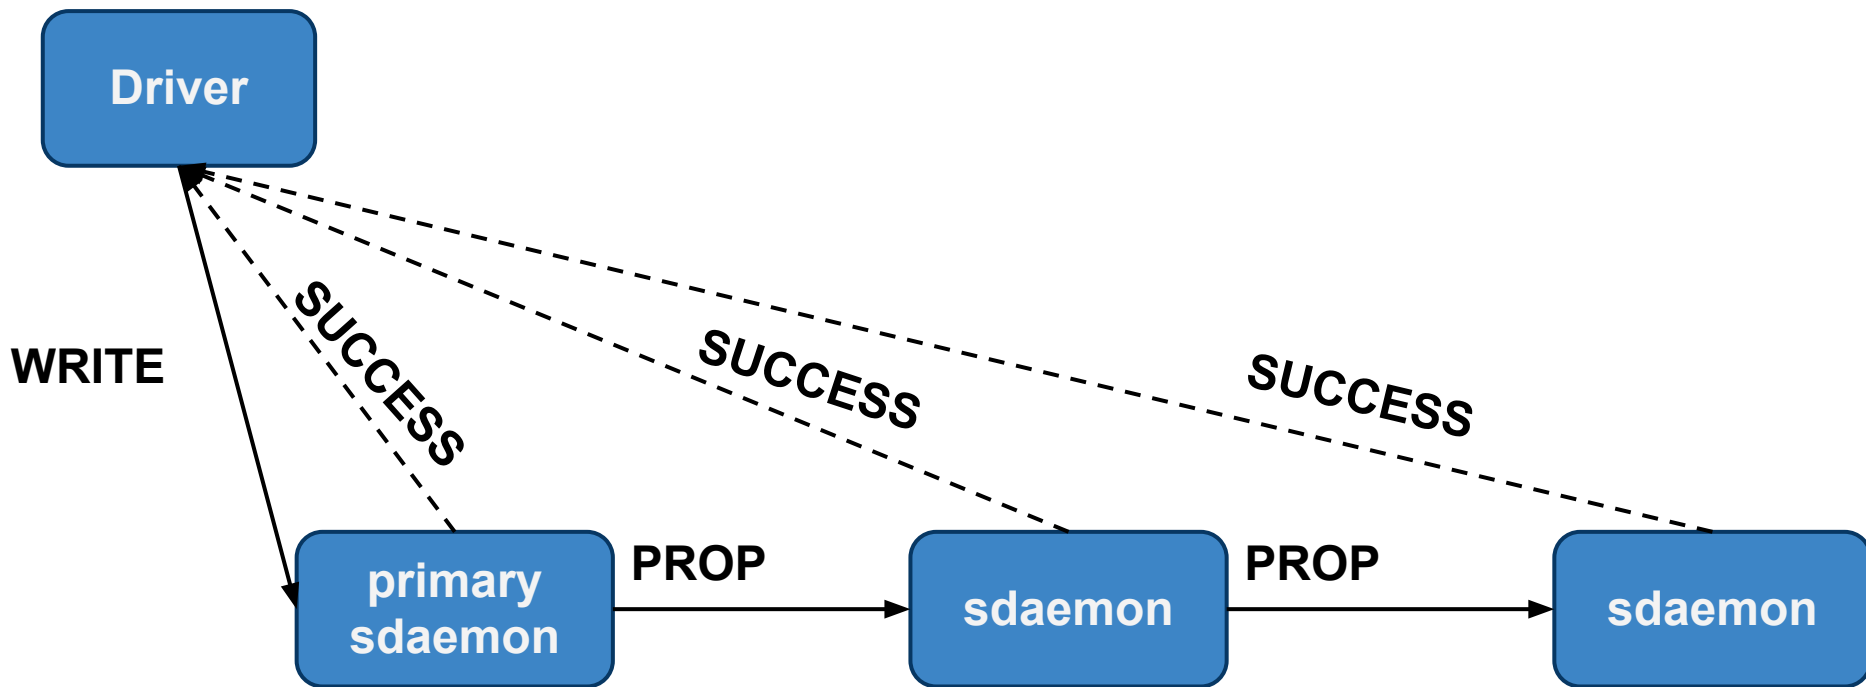 Driver
WRITE
SUCCESS
SUCCESS
SUCCESS
primary
sdaemon
PROP
sdaemon
PROP
sdaemon